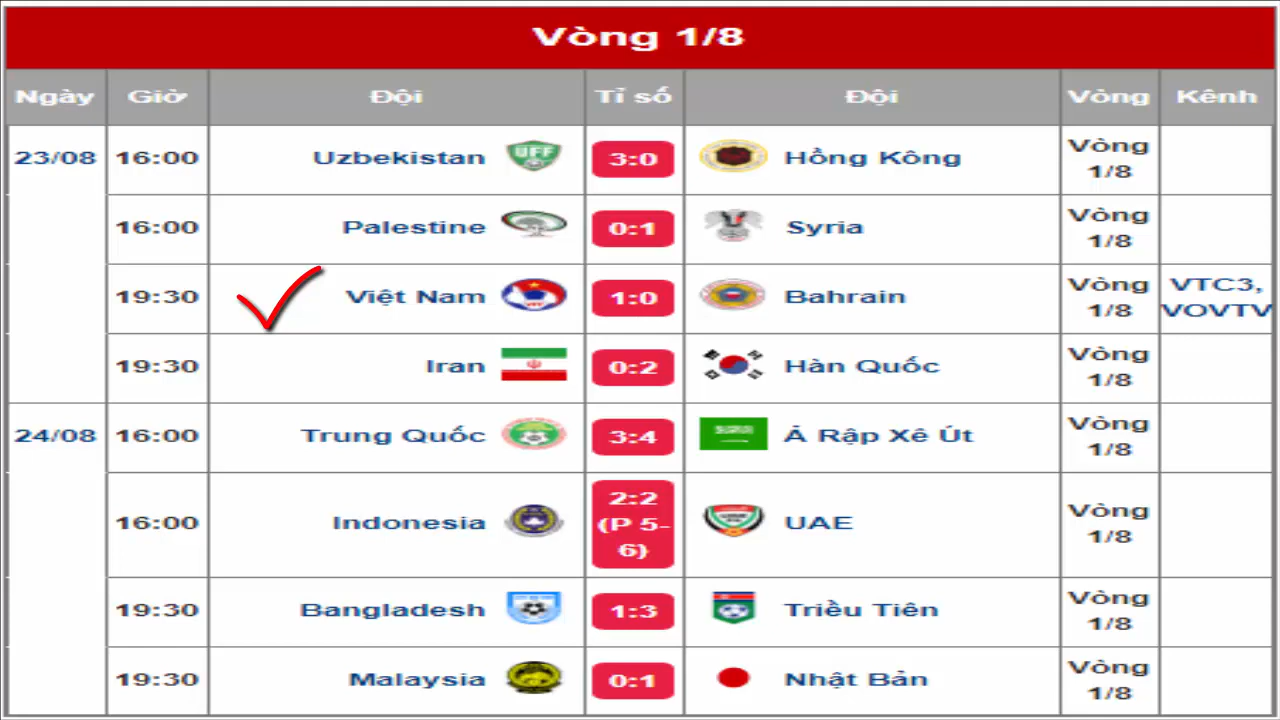 Vòng 1/8
Ngày Giờ Đội Tỉ số Đội Vòng Kênh
23/08 16:00 Uzbekistan UFF 3:0 Hồng Kông Vòng 1/8
16:00 Palestine 0:1 Syria Vòng 1/8
19:30 Việt Nam 1:0 Bahrain Vòng 1/8 VTC3, VOVTV
19:30 Iran 0:2 Hàn Quốc Vòng 1/8
24/08 16:00 Trung Quốc 3:4 Ả Rập Xê Út Vòng 1/8
16:00 Indonesia 2:2 (P 5-6) UAE Vòng 1/8
19:30 Bangladesh 1:3 Triều Tiên Vòng 1/8
19:30 Malaysia 0:1 Nhật Bản Vòng 1/8